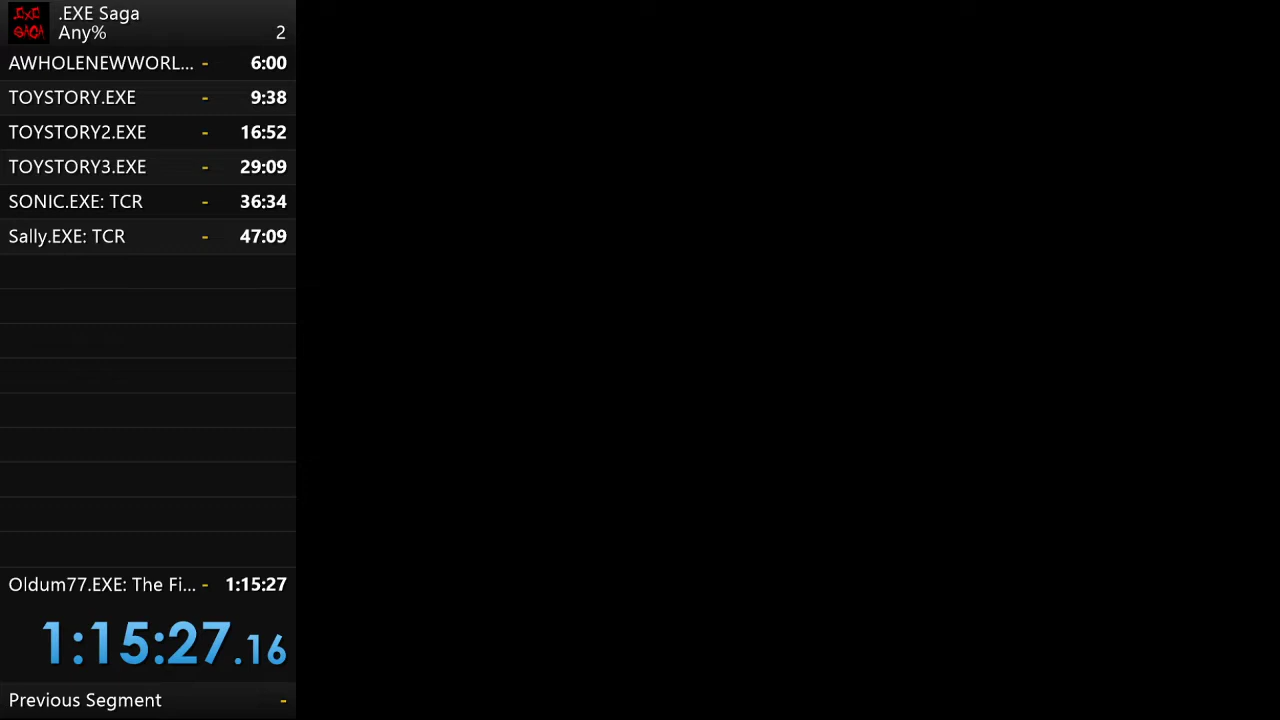 .EXE SAGA
.EXE Saga
Any% 2
AWHOLENEWWORL... - 6:00
TOYSTORY.EXE - 9:38
TOYSTORY2.EXE - 16:52
TOYSTORY3.EXE - 29:09
SONIC.EXE: TCR - 36:34
Sally.EXE: TCR - 47:09
Oldum77.EXE: The Fi... - 1:15:27
1:15:27.16
Previous Segment -